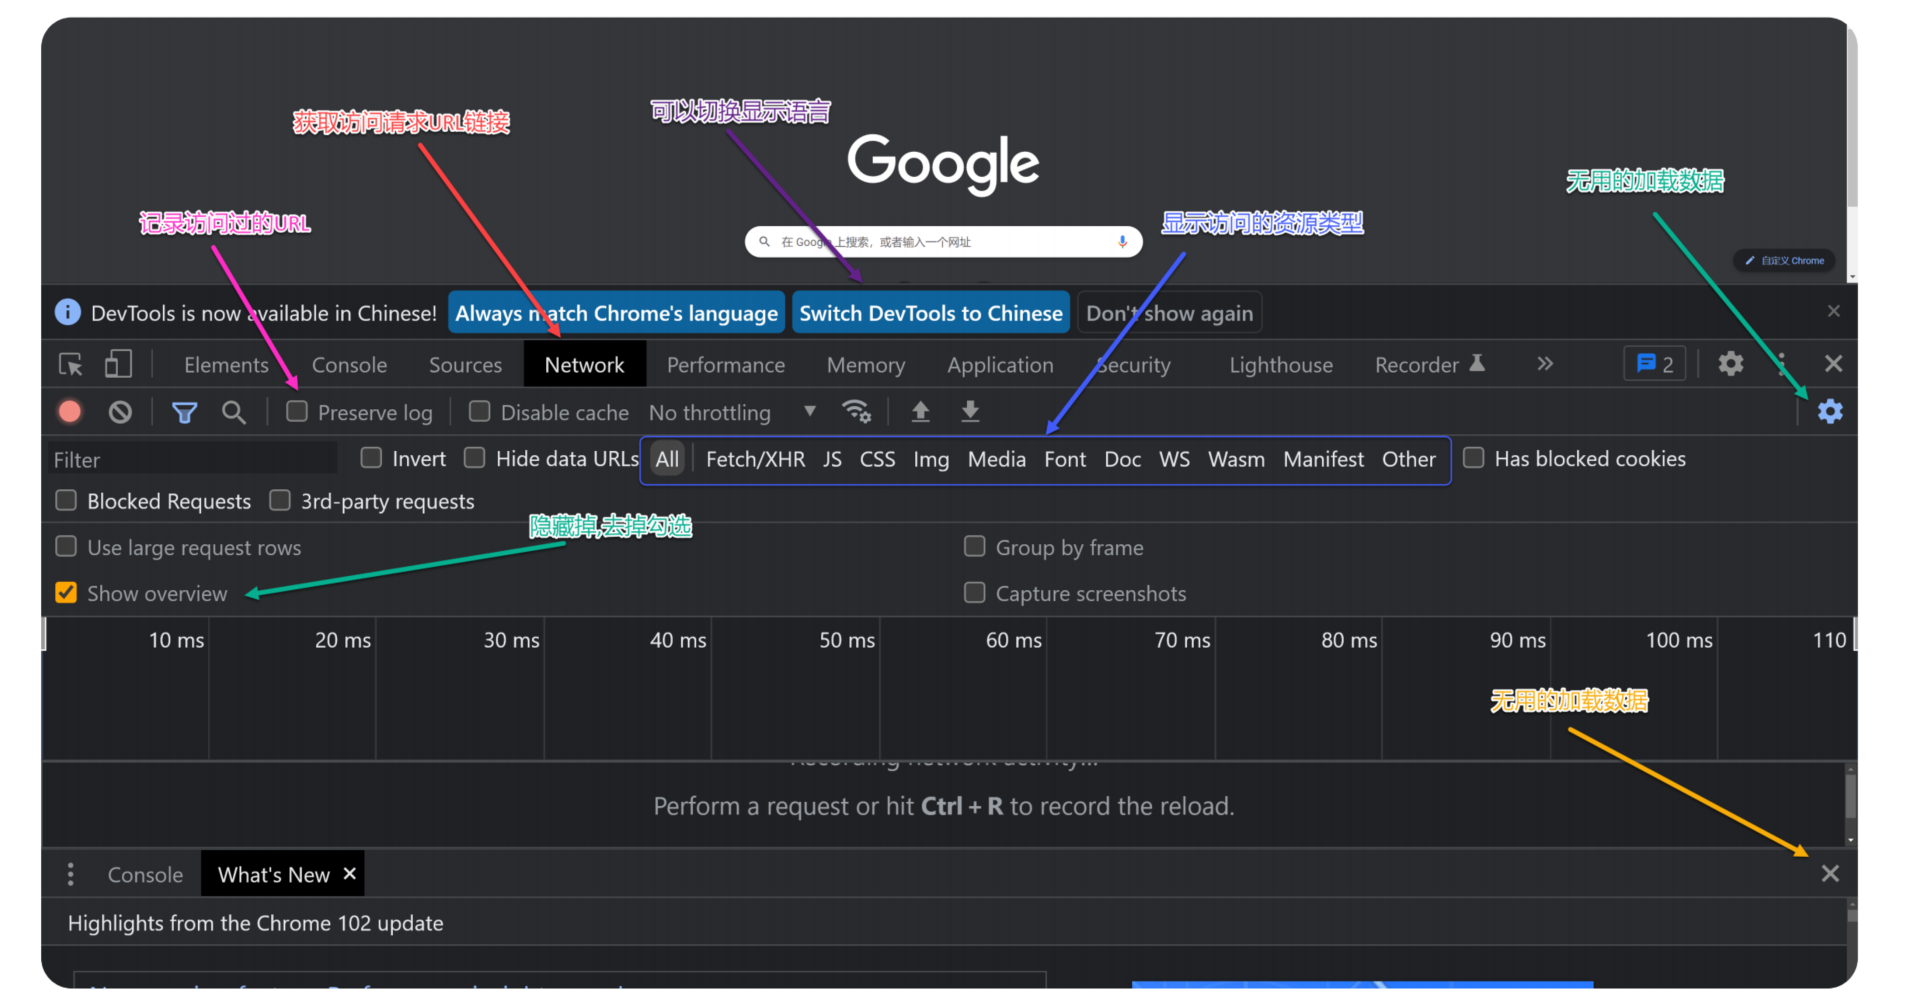 获取访问请求URL链接
可以切换显示语言
Google
无用的加载数据
记录访问过的URL
显示访问的资源类型
在 Google 上搜索，或者输入一个网址
自定义 Chrome
DevTools is now available in Chinese! Always match Chrome's language Switch DevTools to Chinese Don't show again
Elements Console Sources Network Performance Memory Application Security Lighthouse Recorder 2
Preserve log Disable cache No throttling
Filter Invert Hide data URLs All Fetch/XHR JS CSS Img Media Font Doc WS Wasm Manifest Other Has blocked cookies
Blocked Requests 3rd-party requests
隐藏掉,去掉勾选
Use large request rows Group by frame
Show overview Capture screenshots
10 ms 20 ms 30 ms 40 ms 50 ms 60 ms 70 ms 80 ms 90 ms 100 ms 110
无用的加载数据
Recording network activity...
Perform a request or hit Ctrl + R to record the reload.
Console What's New
Highlights from the Chrome 102 update